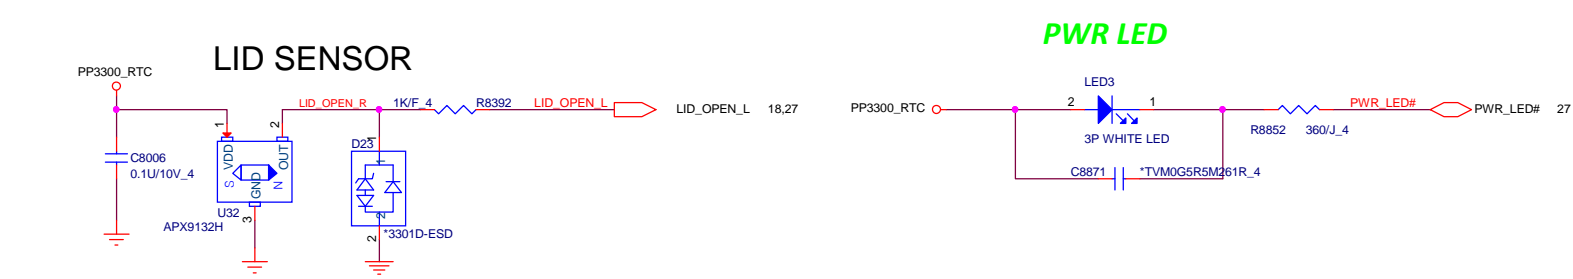 LID SENSOR
PP3300_RTC
LID_OPEN_R
1K/F_4
R8392
LID_OPEN_L
LID_OPEN_L 18,27
1
2
VDD
OUT
GND
S
N
3
C8006
0.1U/10V_4
U32
APX9132H
D23
1
1
2
2
*3301D-ESD
PWR LED
LED3
PP3300_RTC
2
1
3P WHITE LED
PWR_LED#
PWR_LED# 27
R8852
360/J_4
C8871
*TVM0G5R5M261R_4